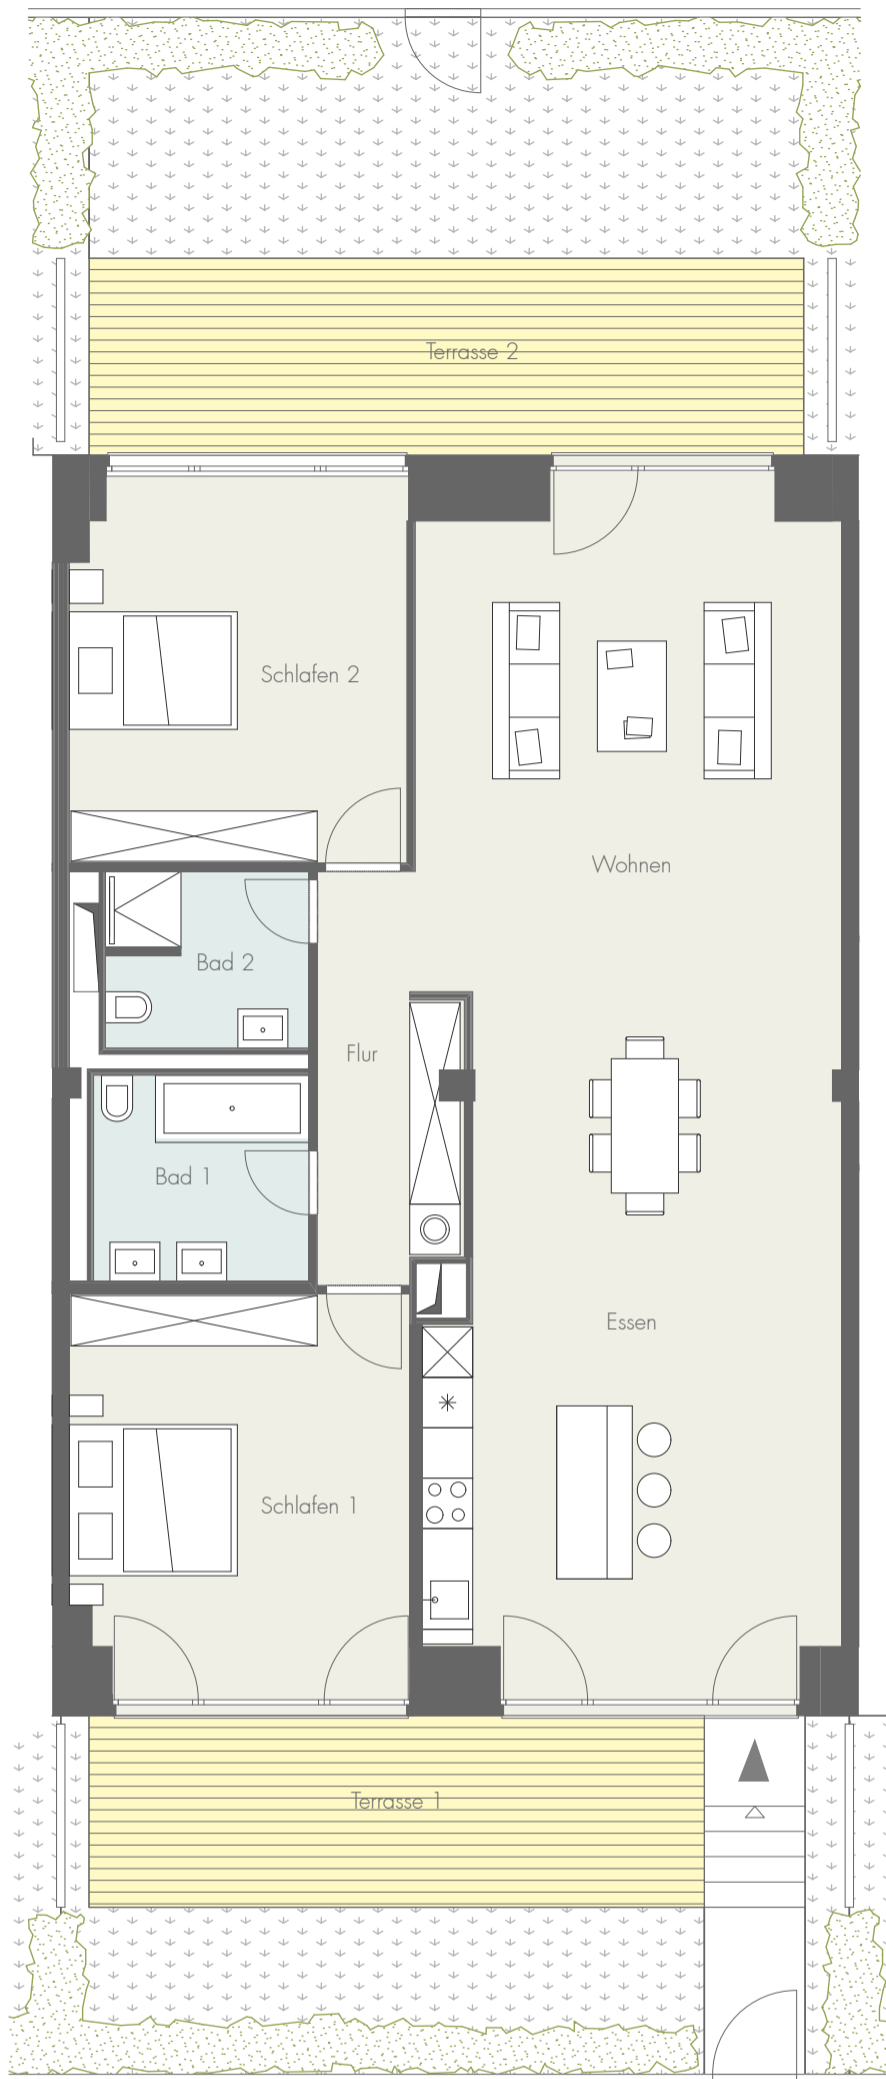 Terrasse 2
Schlafen 2
Wohnen
Bad 2
Flur
Bad 1
Essen
Schlafen 1
Terrasse 1